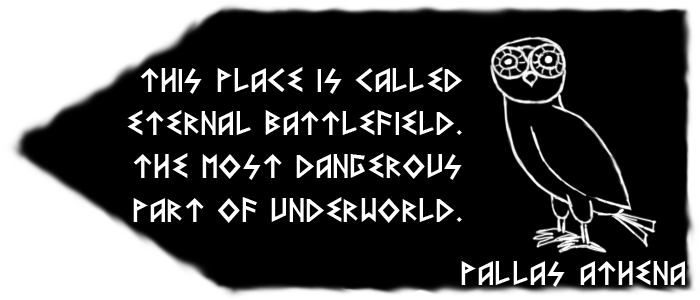 THIS PLACE IS CALLED
ETERNAL BATTLEFIELD.
THE MOST DANGEROUS
PART OF UNDERWORLD.
PALLAS ATHENA